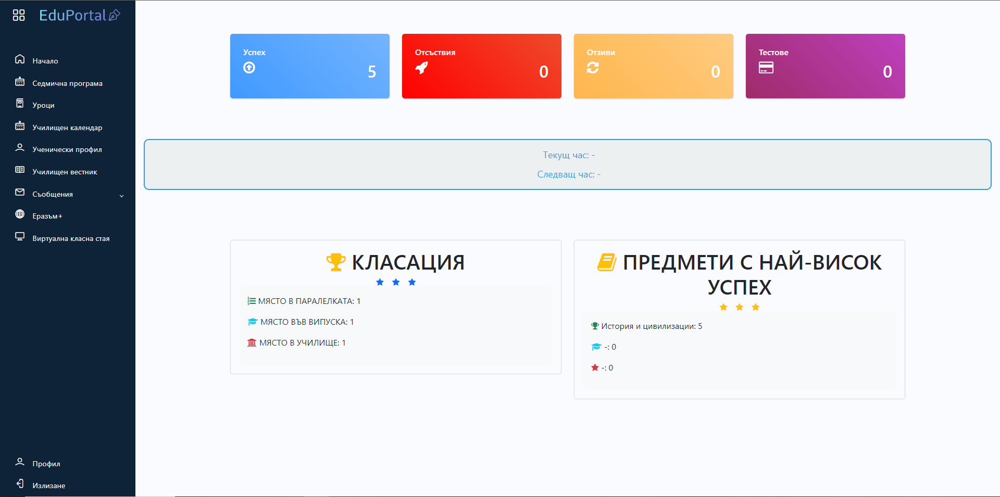 EduPortal
Начало
Седмична програма
Уроци
Училищен календар
Ученически профил
Училищен вестник
Съобщения
Еразъм+
Виртуална класна стая
Профил
Излизане
Успех
5
Отсъствия
0
Отзиви
0
Тестове
0
Текущ час: -
Следващ час: -
КЛАСАЦИЯ
МЯСТО В ПАРАЛЕЛКАТА: 1
МЯСТО ВЪВ ВИПУСКА: 1
МЯСТО В УЧИЛИЩЕ: 1
ПРЕДМЕТИ С НАЙ-ВИСОК
УСПЕХ
История и цивилизации: 5
-: 0
-: 0